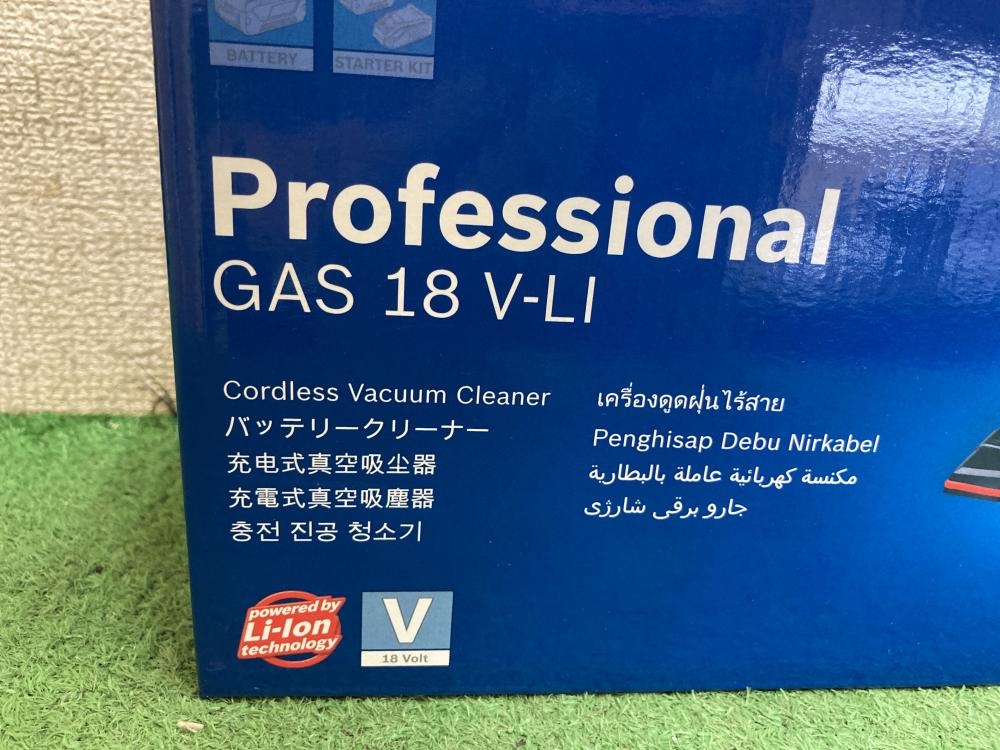 BATTERY
STARTER KIT
Professional
GAS 18 V-LI
Cordless Vacuum Cleaner
バッテリークリーナー
充电式真空吸尘器
充電式真空吸塵器
충전 진공 청소기
เครื่องดูดฝุ่นไร้สาย
Penghisap Debu Nirkabel
مكنسة كهربائية عاملة بالبطارية
جارو برقی شارژی
powered by
Li-Ion
technology
V
18 Volt